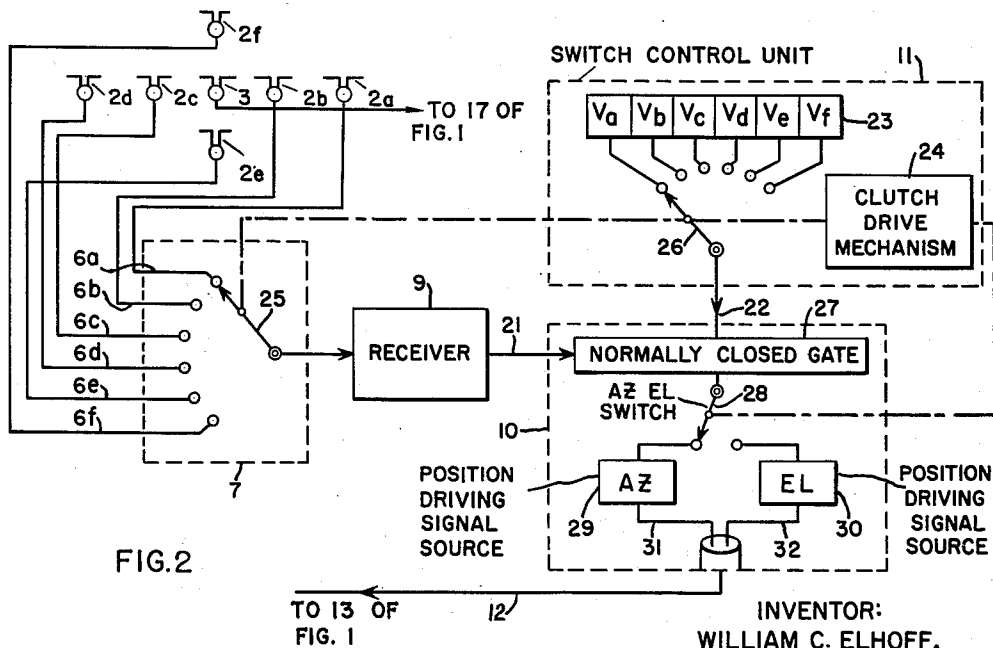 2f
2d
2c
3
2b
2a
TO 17 OF
FIG. 1
2e
6a
6b
6c
6d
6e
6f
25
7
9
RECEIVER
21
SWITCH CONTROL UNIT
11
Va Vb Vc Vd Ve Vf
23
24
CLUTCH
DRIVE
MECHANISM
26
22
27
NORMALLY CLOSED GATE
AZ EL
SWITCH
28
10
POSITION
DRIVING
SIGNAL
SOURCE
AZ
29
31
EL
30
32
POSITION
DRIVING
SIGNAL
SOURCE
FIG.2
TO 13 OF
FIG. 1
12
INVENTOR:
WILLIAM C. ELHOFF.